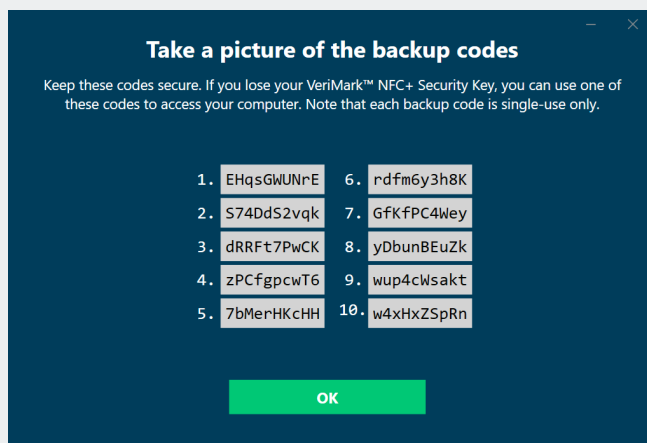 Take a picture of the backup codes
Keep these codes secure. If you lose your VeriMark™ NFC+ Security Key, you can use one of
these codes to access your computer. Note that each backup code is single-use only.
1. EHqsGWUNrE
2. S74DdS2vqk
3. dRRFt7PwCK
4. zPCfgpcwT6
5. 7bMerHKcHH
6. rdfm6y3h8K
7. GfKfPC4Wey
8. yDbunBEuZk
9. wup4cWsakt
10. w4xHxZSpRn
OK